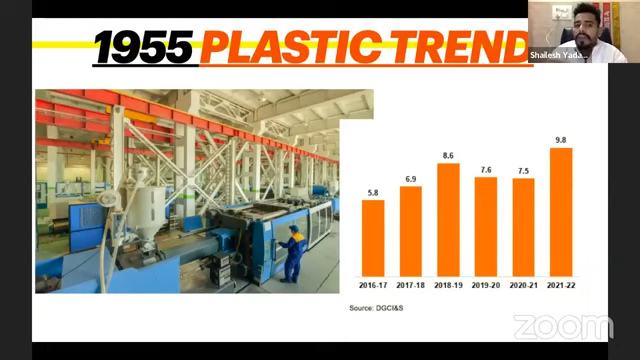 1955 PLASTIC TREND
Shailesh Yada...
9.8
8.6
7.6
7.5
6.9
5.8
2016-17 2017-18 2018-19 2019-20 2020-21 2021-22
Source: DGCI&S
zoom